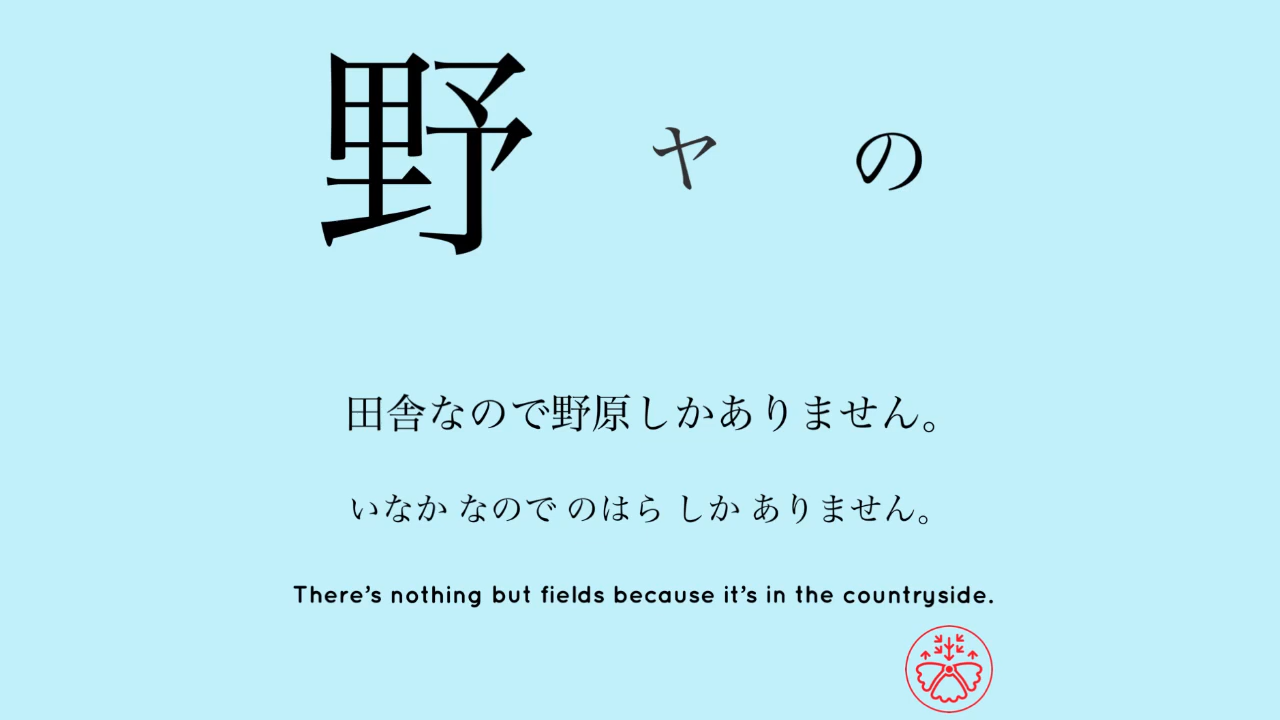 野 ヤ の
田舎なので野原しかありません。
いなか なので のはら しか ありません。
There's nothing but fields because it's in the countryside.